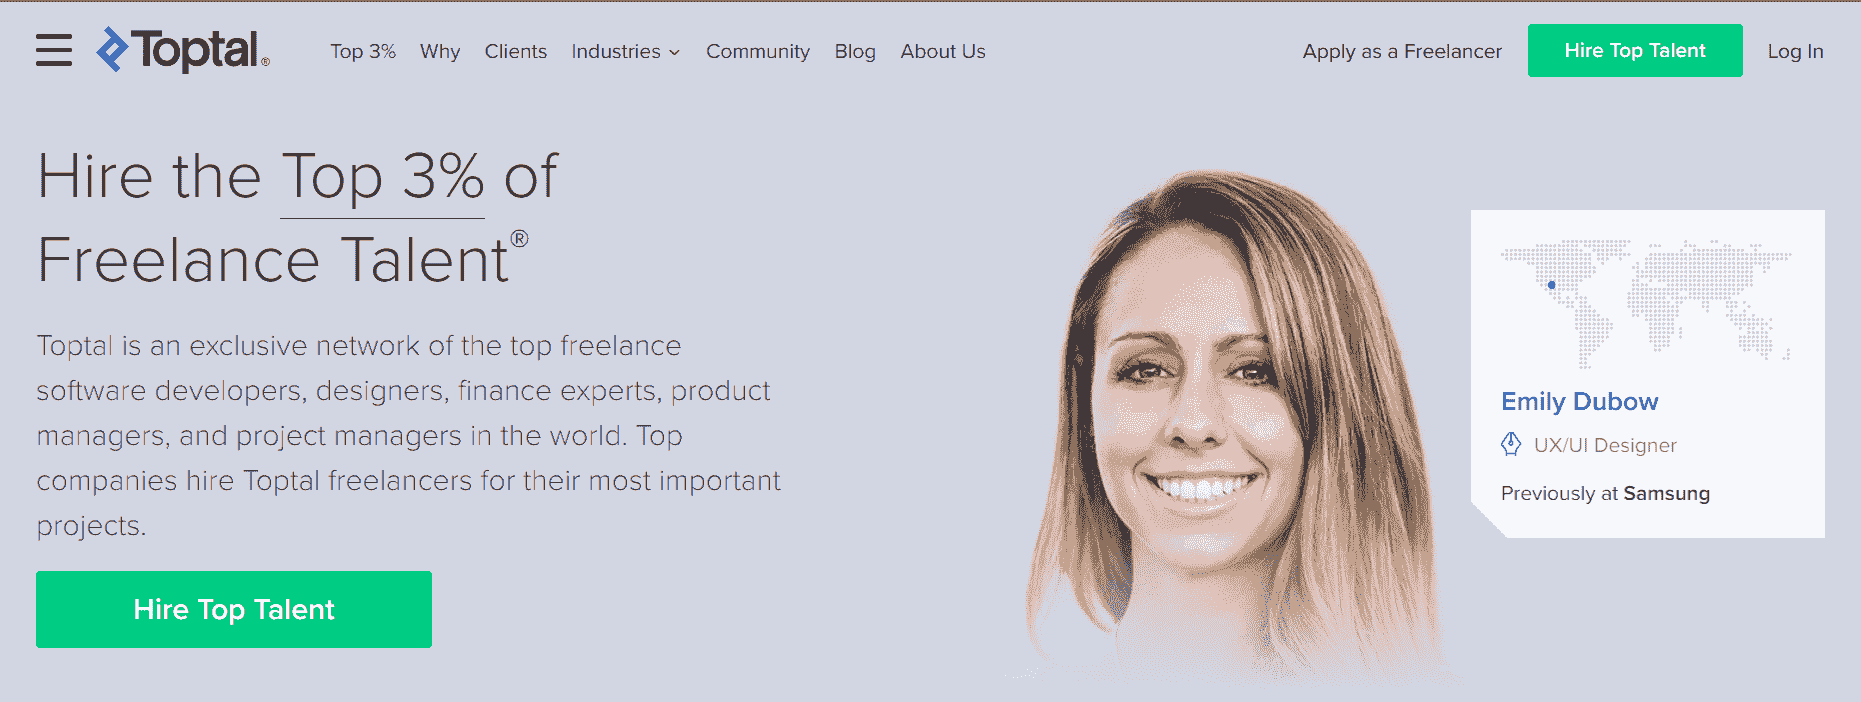 Toptal®
Top 3% Why Clients Industries Community Blog About Us
Apply as a Freelancer Hire Top Talent Log In
Hire the Top 3% of
Freelance Talent®
Toptal is an exclusive network of the top freelance
software developers, designers, finance experts, product
managers, and project managers in the world. Top
companies hire Toptal freelancers for their most important
projects.
Hire Top Talent
Emily Dubow
UX/UI Designer
Previously at Samsung